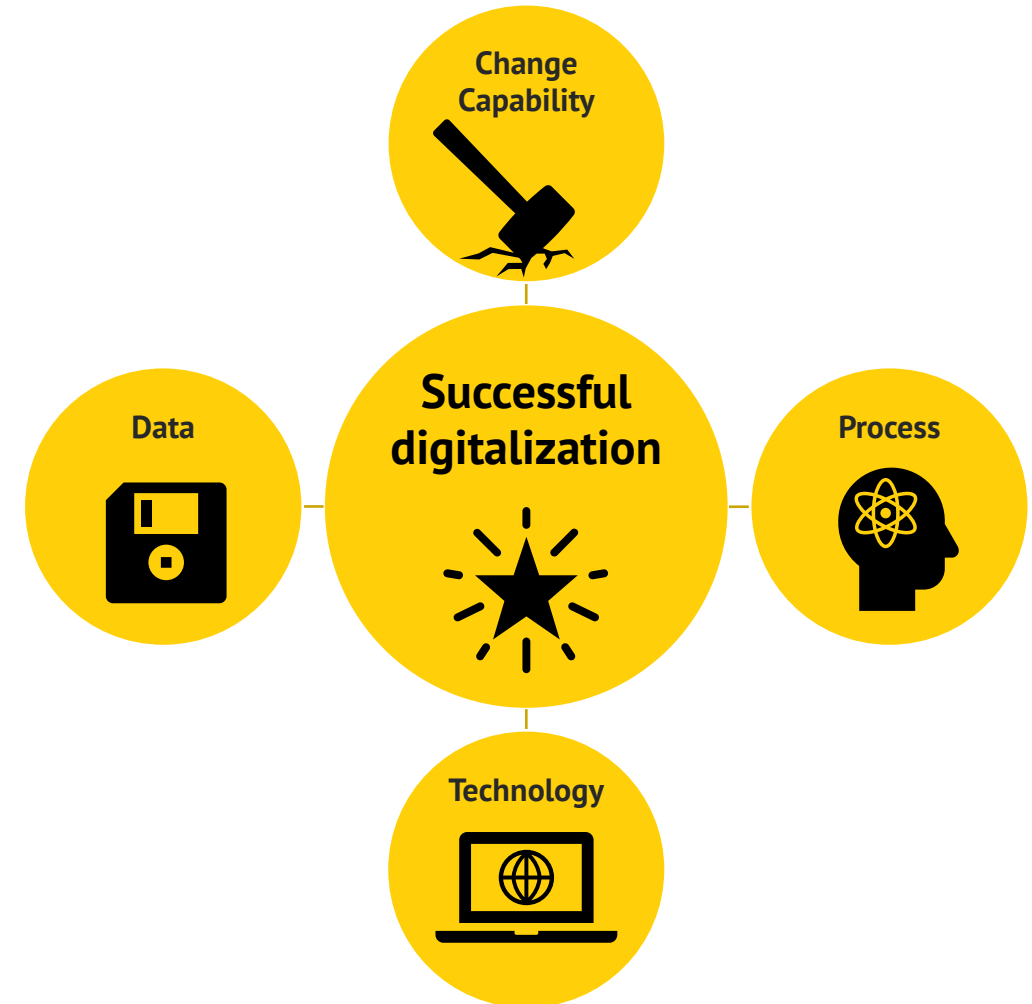 Change
Capability
Successful
digitalization
Data
Process
Technology